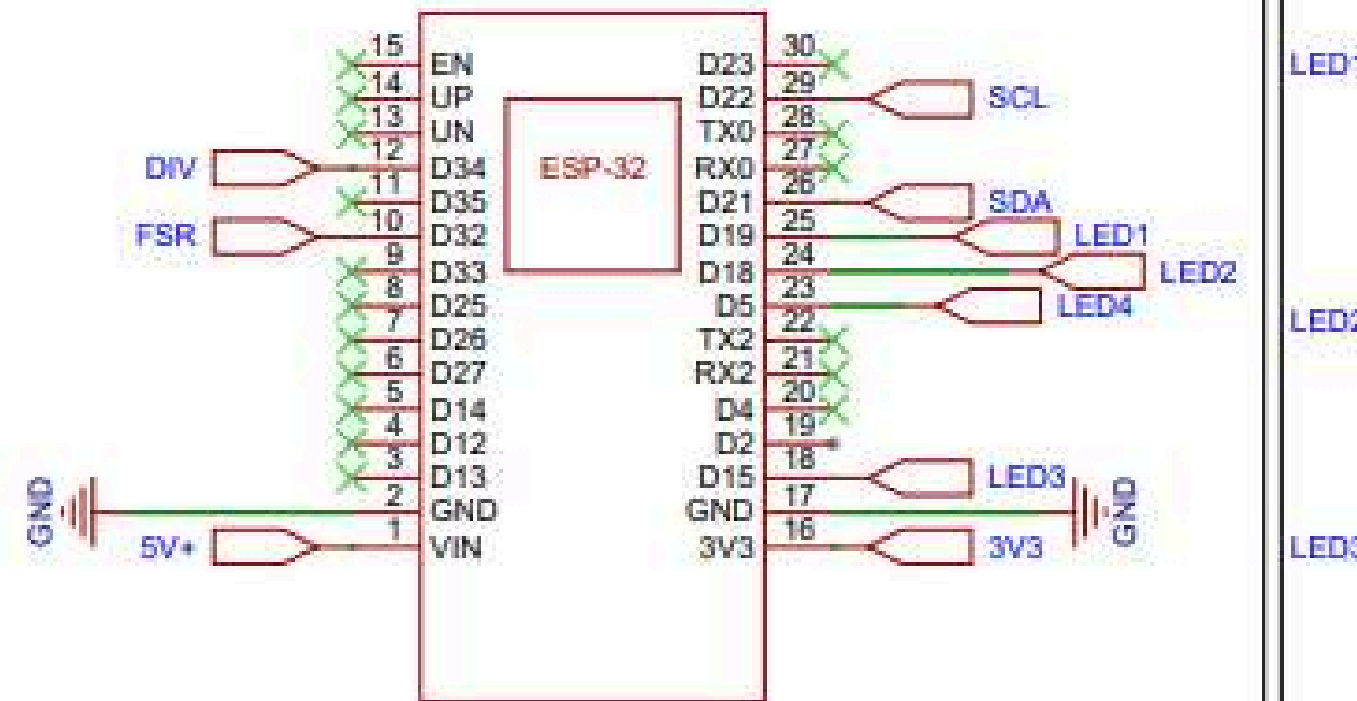 15 EN D23 30 LED1
14 UP D22 29 SCL
13 UN TX0 28
DIV 12 D34 ESP-32 RX0 27
11 D35 D21 26 SDA
FSR 10 D32 D19 25 LED1
9 D33 D18 24 LED2
8 D25 D5 23 LED4
7 D26 TX2 22 LED2
6 D27 RX2 21
5 D14 D4 20
4 D12 D2 19
3 D13 D15 18 LED3
GND 2 GND GND 17 GND
5V+ 1 VIN 3V3 16 3V3 LED3